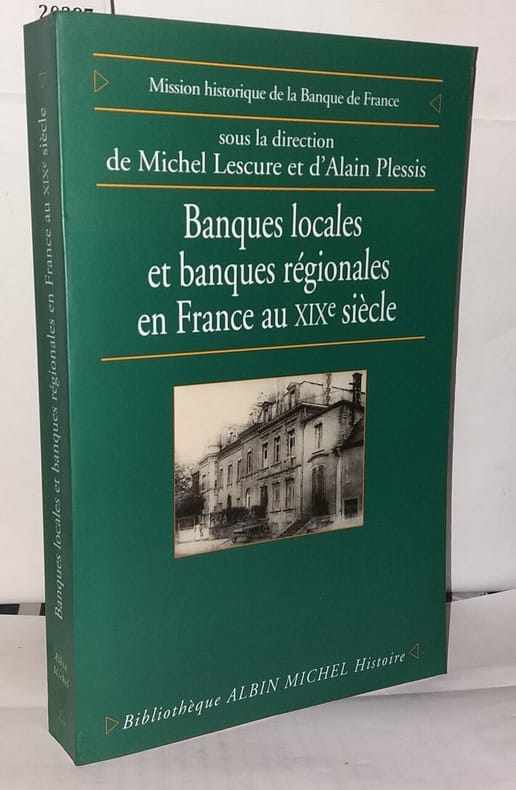 Mission historique de la Banque de France
sous la direction
de Michel Lescure et d'Alain Plessis
Banques locales
et banques régionales
en France au XIXe siècle
Bibliothèque ALBIN MICHEL Histoire
Banques locales et banques régionales en France au XIXe siècle
Albin
Michel